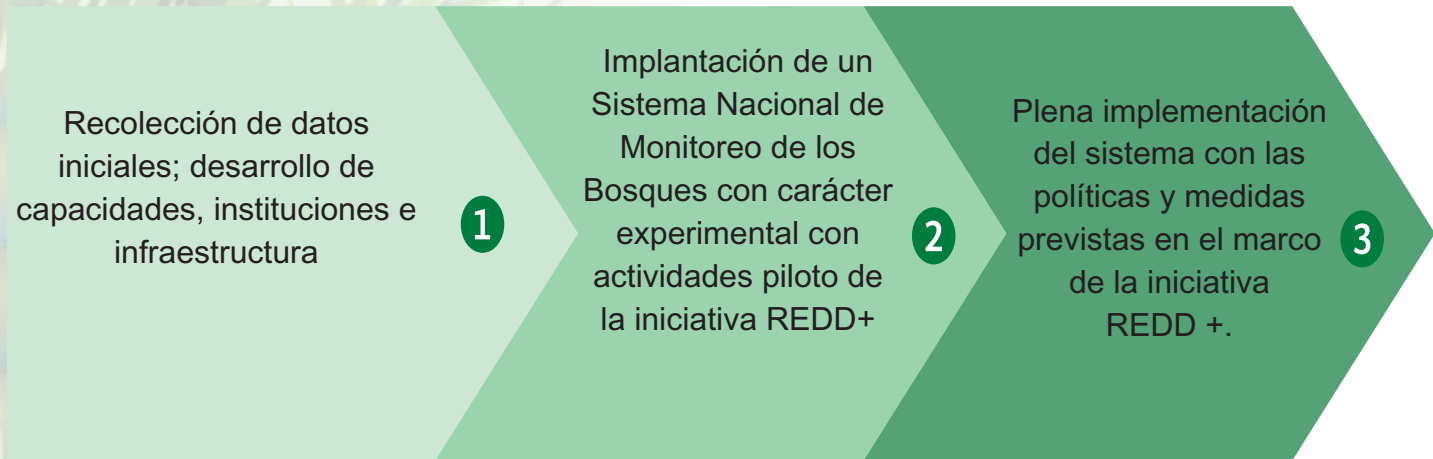 Recolección de datos
iniciales; desarrollo de
capacidades, instituciones e
infraestructura
1
Implantación de un
Sistema Nacional de
Monitoreo de los
Bosques con carácter
experimental con
actividades piloto de
la iniciativa REDD+
2
Plena implementación
del sistema con las
políticas y medidas
previstas en el marco
de la iniciativa
REDD +.
3